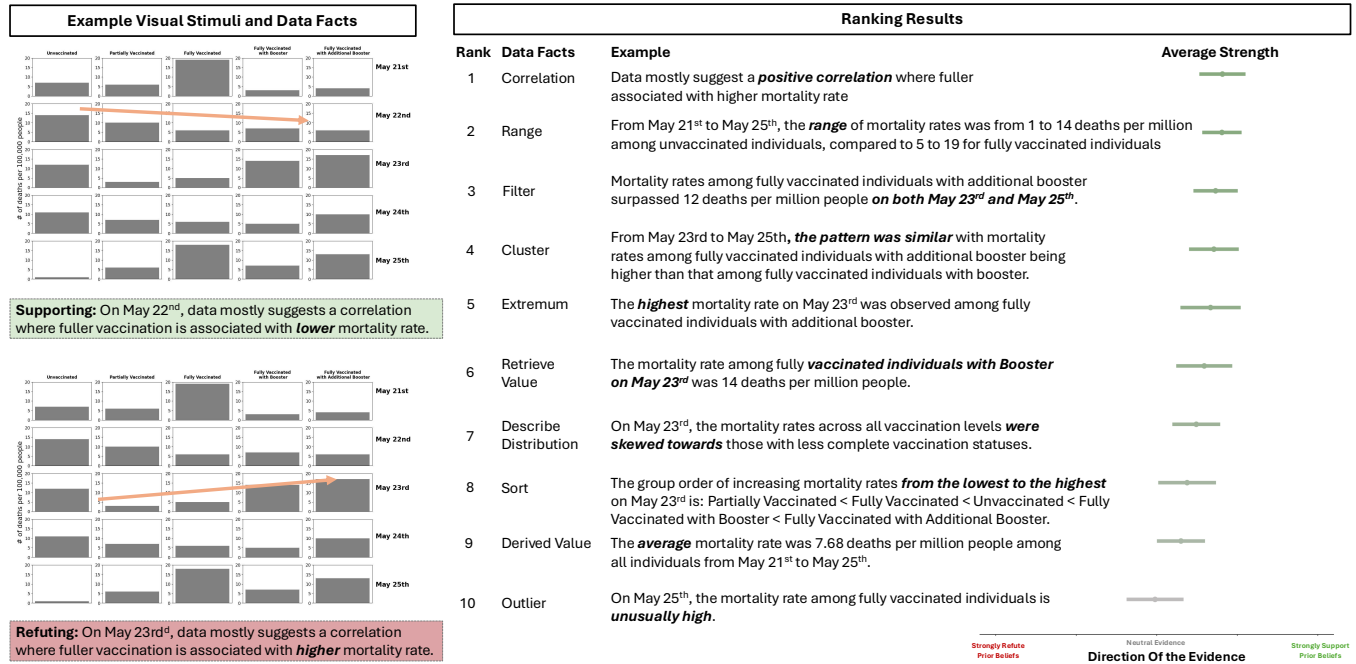 Example Visual Stimuli and Data Facts
Unvaccinated
Partially Vaccinated
Fully Vaccinated
Fully Vaccinated
with Booster
Fully Vaccinated
with Additional Booster
May 21st
May 22nd
May 23rd
May 24th
May 25th
# of deaths per 100,000 people
Supporting: On May 22nd, data mostly suggests a correlation
where fuller vaccination is associated with lower mortality rate.
Unvaccinated
Partially Vaccinated
Fully Vaccinated
Fully Vaccinated
with Booster
Fully Vaccinated
with Additional Booster
May 21st
May 22nd
May 23rd
May 24th
May 25th
# of deaths per 100,000 people
Refuting: On May 23rdd, data mostly suggests a correlation
where fuller vaccination is associated with higher mortality rate.
Ranking Results
Rank Data Facts Example Average Strength
1 Correlation Data mostly suggest a positive correlation where fuller
associated with higher mortality rate
2 Range From May 21st to May 25th, the range of mortality rates was from 1 to 14 deaths per million
among unvaccinated individuals, compared to 5 to 19 for fully vaccinated individuals
3 Filter Mortality rates among fully vaccinated individuals with additional booster
surpassed 12 deaths per million people on both May 23rd and May 25th.
4 Cluster From May 23rd to May 25th, the pattern was similar with mortality
rates among fully vaccinated individuals with additional booster being
higher than that among fully vaccinated individuals with booster.
5 Extremum The highest mortality rate on May 23rd was observed among fully
vaccinated individuals with additional booster.
6 Retrieve Value The mortality rate among fully vaccinated individuals with Booster
on May 23rd was 14 deaths per million people.
7 Describe Distribution On May 23rd, the mortality rates across all vaccination levels were
skewed towards those with less complete vaccination statuses.
8 Sort The group order of increasing mortality rates from the lowest to the highest
on May 23rd is: Partially Vaccinated < Fully Vaccinated < Unvaccinated < Fully
Vaccinated with Booster < Fully Vaccinated with Additional Booster.
9 Derived Value The average mortality rate was 7.68 deaths per million people among
all individuals from May 21st to May 25th.
10 Outlier On May 25th, the mortality rate among fully vaccinated individuals is
unusually high.
Strongly Refute
Prior Beliefs
Neutral Evidence
Direction Of the Evidence
Strongly Support
Prior Beliefs